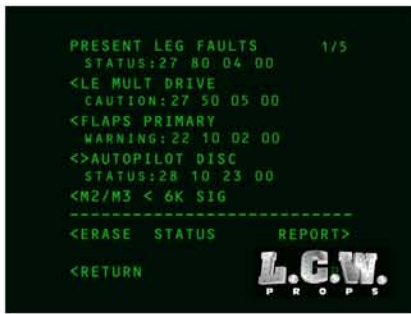 PRESENT LEG FAULTS 1/5
STATUS:27 80 04 00
<LE MULT DRIVE
CAUTION:27 50 05 00
<FLAPS PRIMARY
WARNING:22 10 02 00
<>AUTOPILOT DISC
STATUS:28 10 23 00
<M2/M3 < 6K SIG
----------------------------
<ERASE STATUS REPORT>
<RETURN
L.C.W.
PROPS